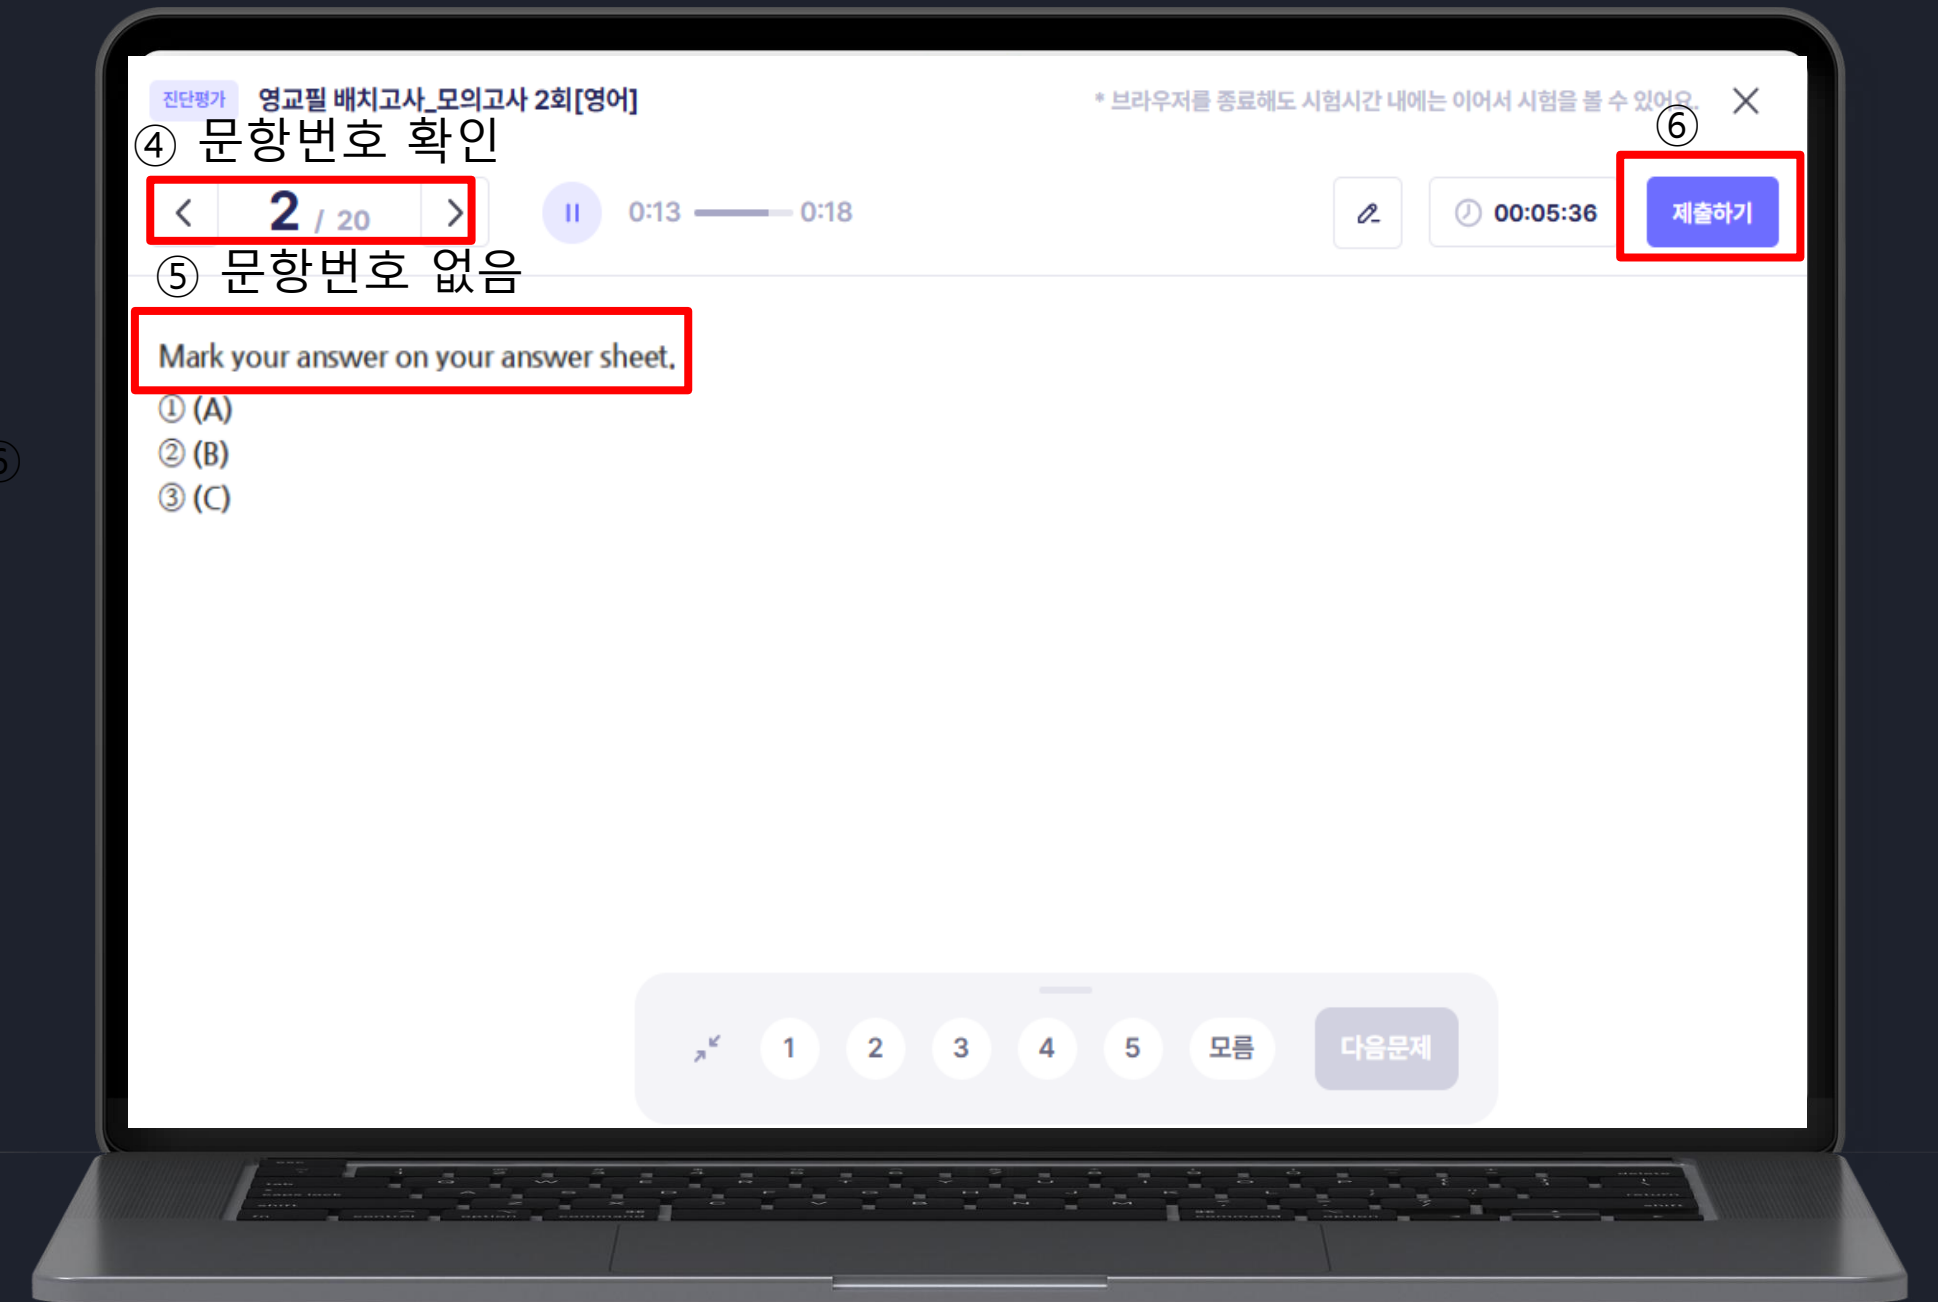 진단평가 영교필 배치고사_모의고사 2회[영어] * 브라우저를 종료해도 시험시간 내에는 이어서 시험을 볼 수 있어요.
④ 문항번호 확인 ⑥
2 / 20 0:13 0:18 00:05:36 제출하기
⑤ 문항번호 없음
Mark your answer on your answer sheet.
① (A)
② (B)
③ (C)
1 2 3 4 5 모름 다음문제